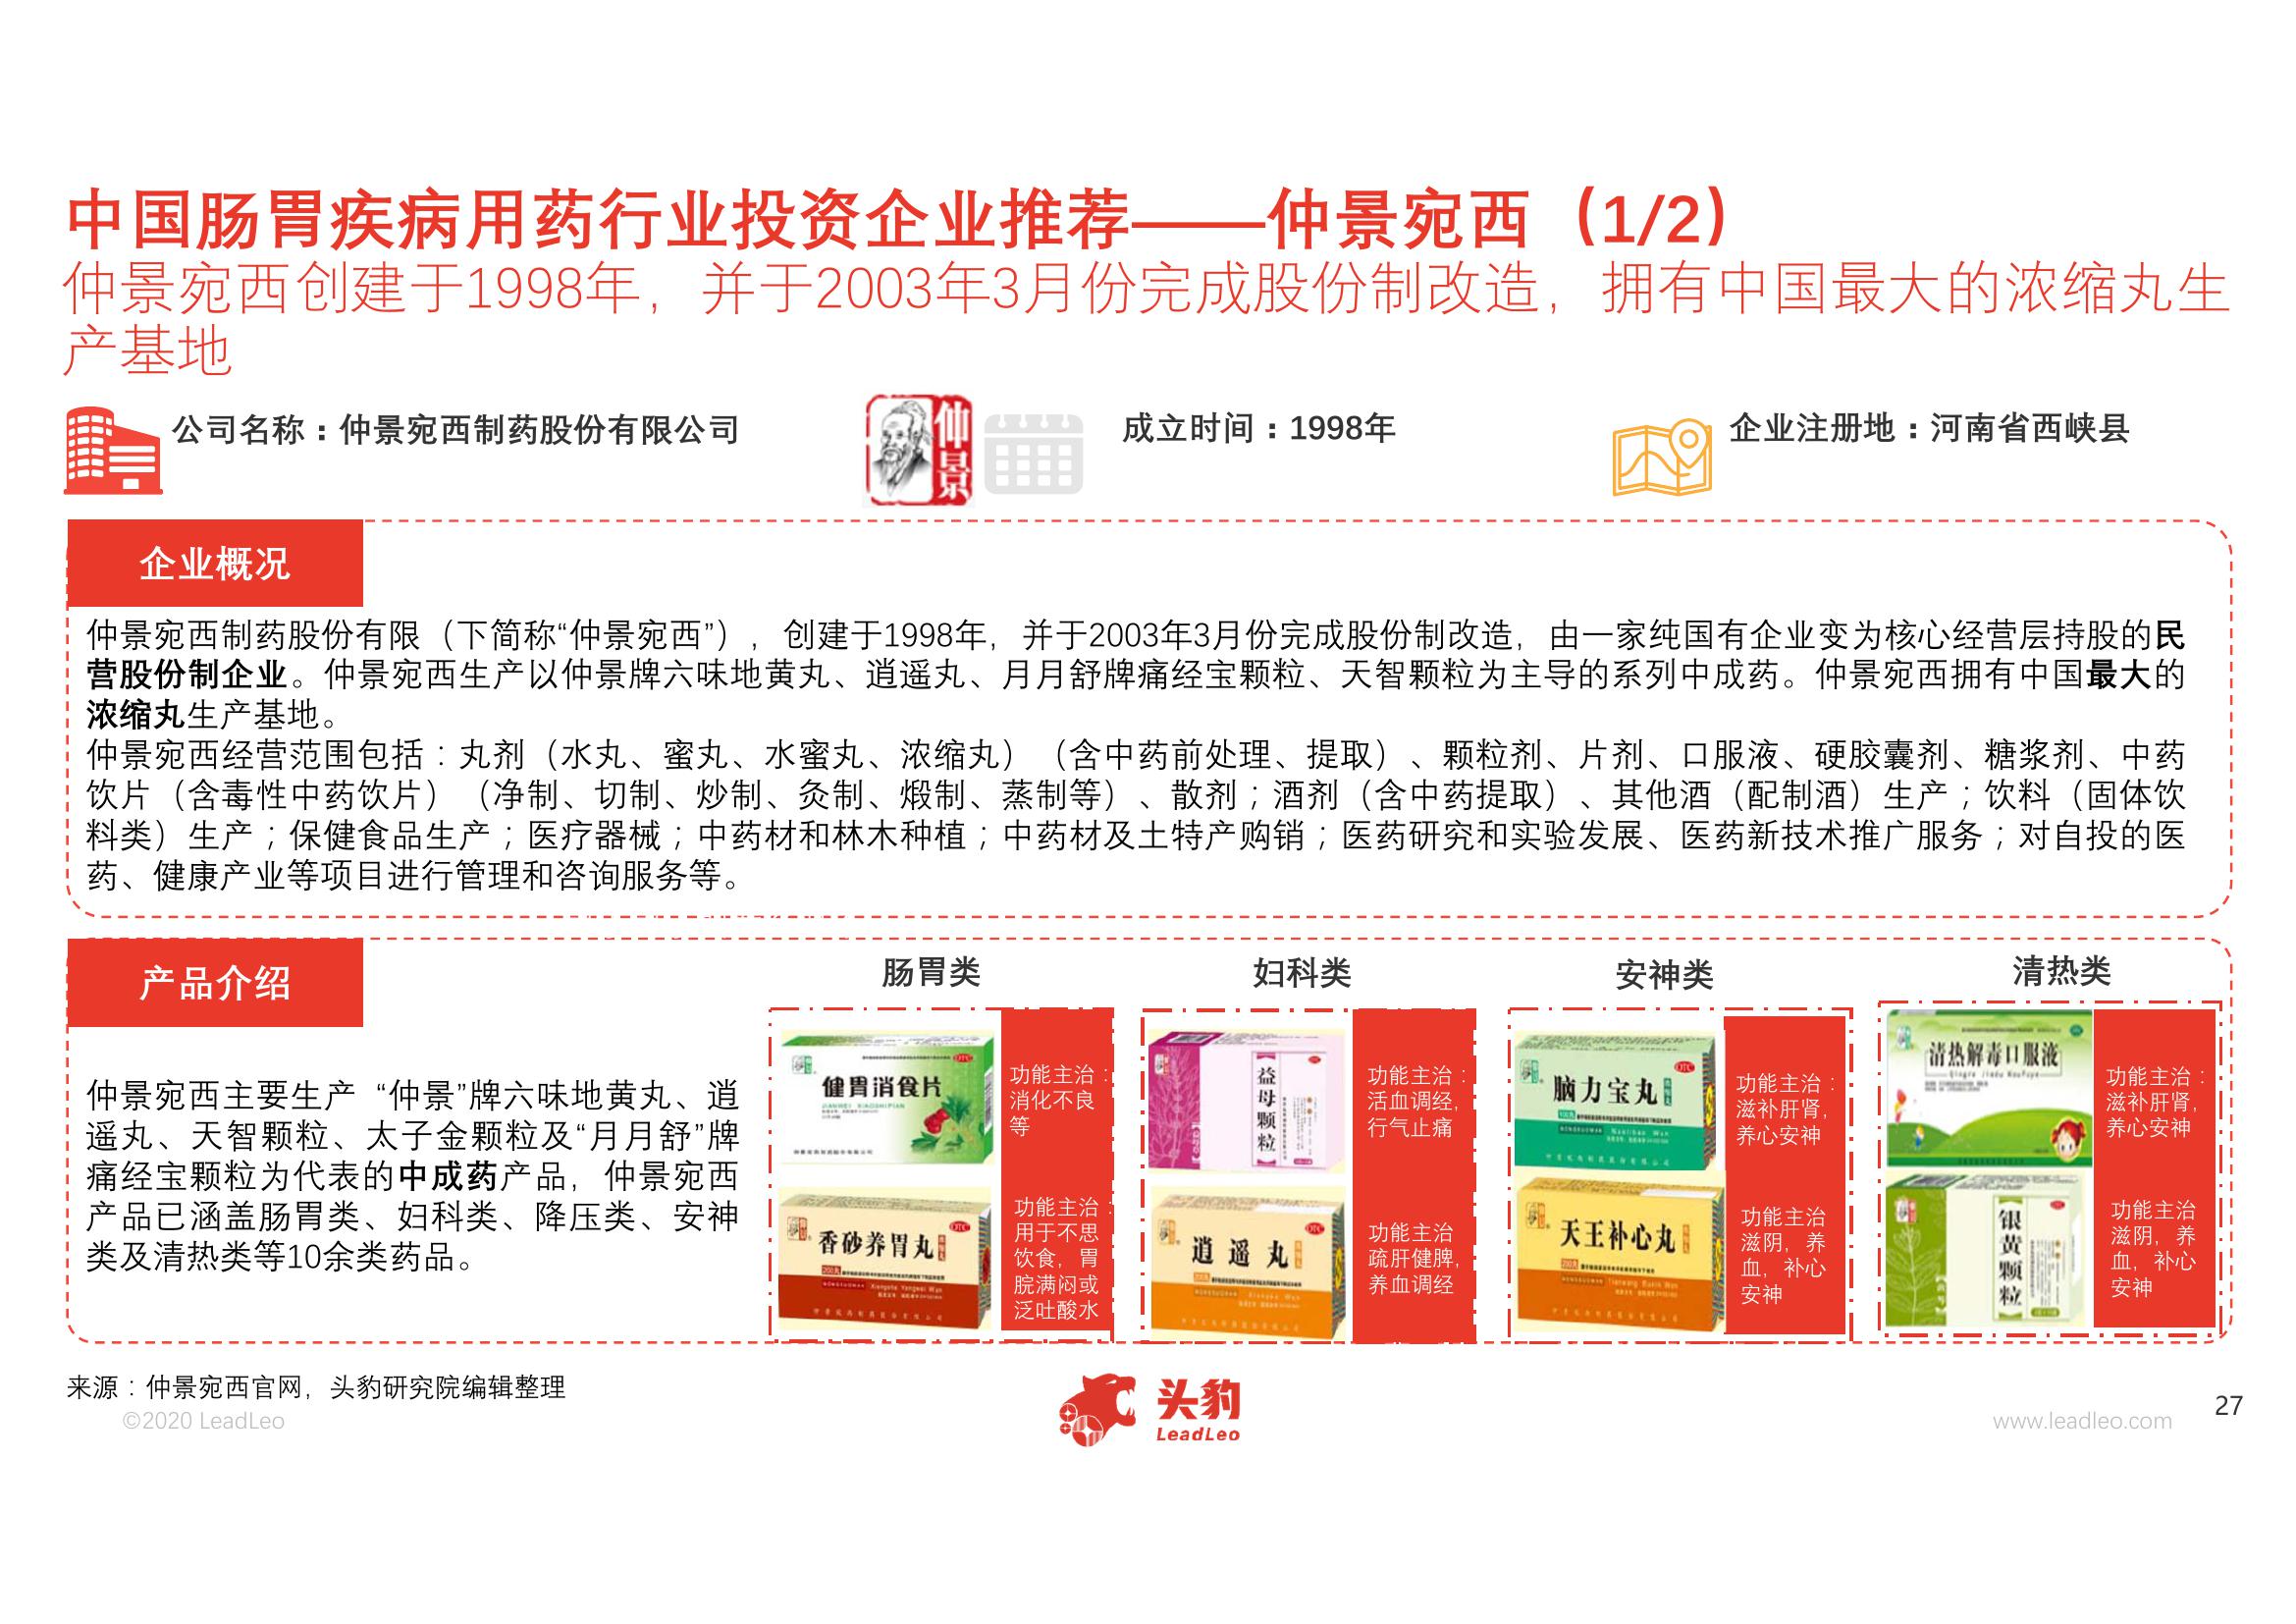 中国肠胃疾病用药行业投资企业推荐——仲景宛西（1/2）
仲景宛西创建于1998年，并于2003年3月份完成股份制改造，拥有中国最大的浓缩丸生
产基地
公司名称：仲景宛西制药股份有限公司
仲景
成立时间：1998年
企业注册地：河南省西峡县
企业概况
仲景宛西制药股份有限（下简称“仲景宛西”），创建于1998年，并于2003年3月份完成股份制改造，由一家纯国有企业变为核心经营层持股的民
营股份制企业。仲景宛西生产以仲景牌六味地黄丸、逍遥丸、月月舒牌痛经宝颗粒、天智颗粒为主导的系列中成药。仲景宛西拥有中国最大的
浓缩丸生产基地。
仲景宛西经营范围包括：丸剂（水丸、蜜丸、水蜜丸、浓缩丸）（含中药前处理、提取）、颗粒剂、片剂、口服液、硬胶囊剂、糖浆剂、中药
饮片（含毒性中药饮片）（净制、切制、炒制、灸制、煅制、蒸制等）、散剂；酒剂（含中药提取）、其他酒（配制酒）生产；饮料（固体饮
料类）生产；保健食品生产；医疗器械；中药材和林木种植；中药材及土特产购销；医药研究和实验发展、医药新技术推广服务；对自投的医
药、健康产业等项目进行管理和咨询服务等。
产品介绍
仲景宛西主要生产 “仲景”牌六味地黄丸、逍
遥丸、天智颗粒、太子金颗粒及“月月舒”牌
痛经宝颗粒为代表的中成药产品，仲景宛西
产品已涵盖肠胃类、妇科类、降压类、安神
类及清热类等10余类药品。
肠胃类
健胃消食片
JIANWEI XIAOSHIPIAN
OTC
功能主治：
消化不良
等
香砂养胃丸
OTC
200丸
Xiangsha Yangwei Wan
功能主治：
用于不思
饮食，胃
脘满闷或
泛吐酸水
妇科类
益母颗粒
功能主治：
活血调经，
行气止痛
逍遥丸
OTC
200丸
Xiaoyao Wan
功能主治
疏肝健脾，
养血调经
安神类
脑力宝丸
OTC
Naolibao Wan
功能主治：
滋补肝肾，
养心安神
天王补心丸
200丸
Tianwang Buxin Wan
功能主治
滋阴，养
血，补心
安神
清热类
清热解毒口服液
Qingre Jiedu Koufuye
功能主治：
滋补肝肾，
养心安神
银黄颗粒
功能主治
滋阴，养
血，补心
安神
来源：仲景宛西官网，头豹研究院编辑整理
©2020 LeadLeo
头豹
LeadLeo
www.leadleo.com
27